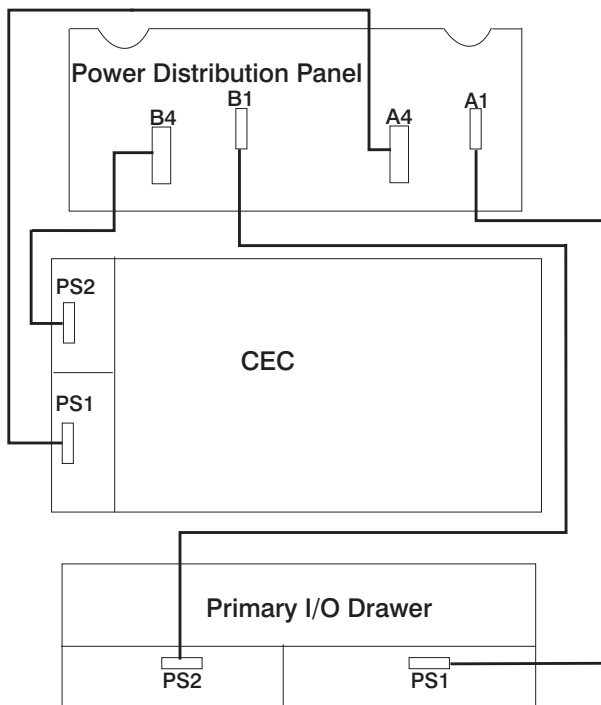 Power Distribution Panel
B4
B1
A4
A1
PS2
CEC
PS1
Primary I/O Drawer
PS2
PS1